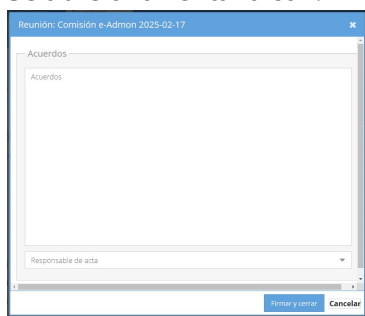 Reunión: Comisión e-Admon 2025-02-17
Acuerdos
Acuerdos
Responsable de acta
Firmar y cerrar
Cancelar